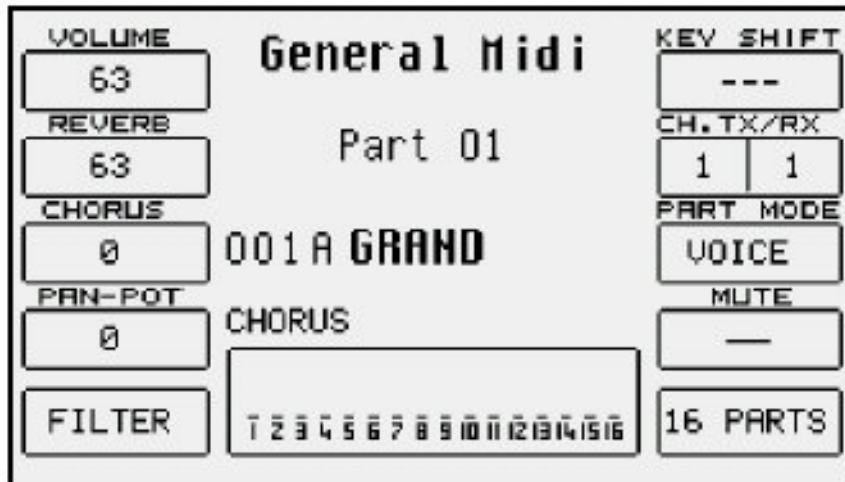 VOLUME
63
REVERB
63
CHORUS
0
PAN-POT
0
FILTER
General Midi
Part 01
001A GRAND
CHORUS
1 2 3 4 5 6 7 8 9 10 11 12 13 14 15 16
KEY SHIFT
---
CH.TX/RX
1 1
PART MODE
VOICE
MUTE
—
16 PARTS